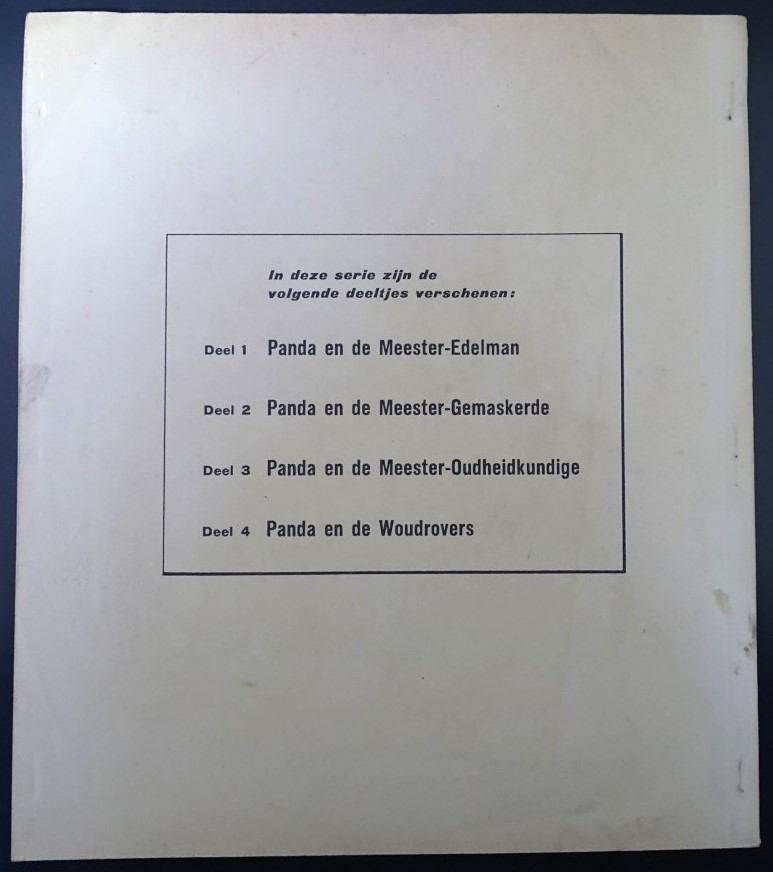 In deze serie zijn de
volgende deeltjes verschenen:
Deel 1 Panda en de Meester-Edelman
Deel 2 Panda en de Meester-Gemaskerde
Deel 3 Panda en de Meester-Oudheidkundige
Deel 4 Panda en de Woudrovers